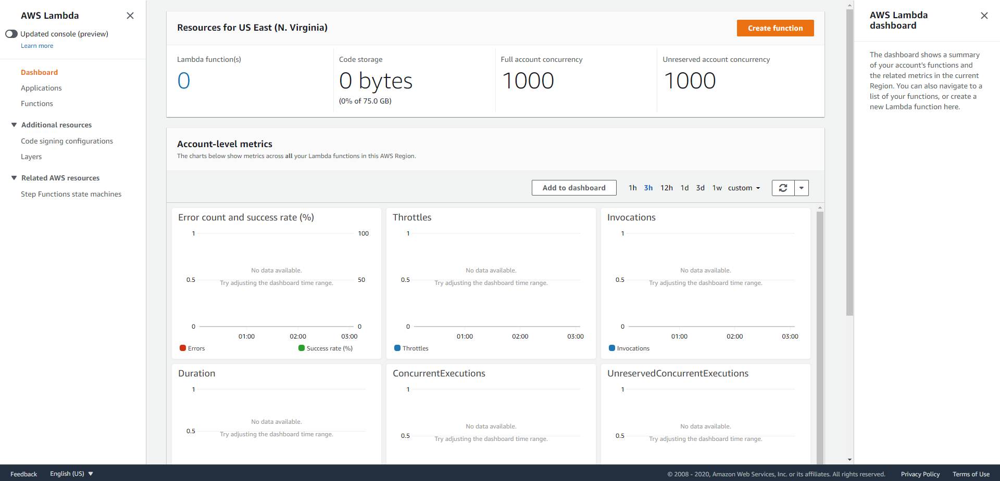 AWS Lambda
Updated console (preview)
Learn more
Dashboard
Applications
Functions
Additional resources
Code signing configurations
Layers
Related AWS resources
Step Functions state machines
Resources for US East (N. Virginia)
Create function
Lambda function(s)
0
Code storage
0 bytes
(0% of 75.0 GB)
Full account concurrency
1000
Unreserved account concurrency
1000
Account-level metrics
The charts below show metrics across all your Lambda functions in this AWS Region.
Add to dashboard 1h 3h 12h 1d 3d 1w custom
Error count and success rate (%)
1 100
No data available.
0.5 50
Try adjusting the dashboard time range.
0 0
01:00 02:00 03:00
Errors Success rate (%)
Throttles
1
No data available.
0.5
Try adjusting the dashboard time range.
0
01:00 02:00 03:00
Throttles
Invocations
1
No data available.
0.5
Try adjusting the dashboard time range.
0
01:00 02:00 03:00
Invocations
Duration
1
No data available.
0.5
Try adjusting the dashboard time range.
ConcurrentExecutions
1
No data available.
0.5
Try adjusting the dashboard time range.
UnreservedConcurrentExecutions
1
No data available.
0.5
Try adjusting the dashboard time range.
AWS Lambda
dashboard
The dashboard shows a summary
of your account's functions and
the related metrics in the current
Region. You can also navigate to a
list of your functions, or create a
new Lambda function here.
Feedback English (US) © 2008 - 2020, Amazon Web Services, Inc. or its affiliates. All rights reserved. Privacy Policy Terms of Use